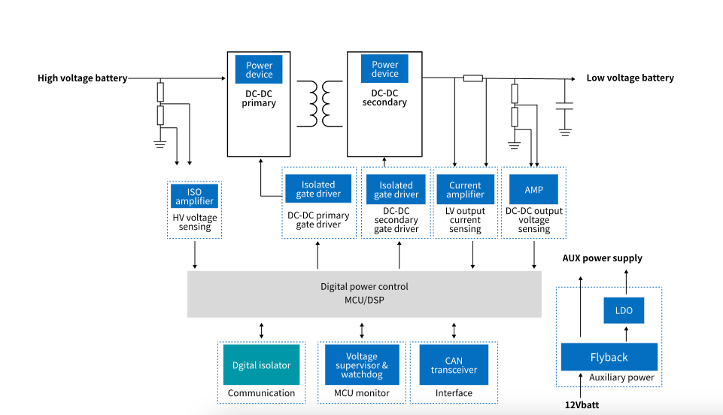 High voltage battery
Power
device
DC-DC
primary
Power
device
DC-DC
secondary
Low voltage battery
ISO
amplifier
HV voltage
sensing
Isolated
gate driver
DC-DC primary
gate driver
Isolated
gate driver
DC-DC
secondary
gate driver
Current
amplifier
LV output
current
sensing
AMP
DC-DC output
voltage
sensing
Digital power control
MCU/DSP
Dgital isolator
Communication
Voltage
supervisor &
watchdog
MCU monitor
CAN
transceiver
Interface
AUX power supply
LDO
Flyback
Auxiliary power
12Vbatt